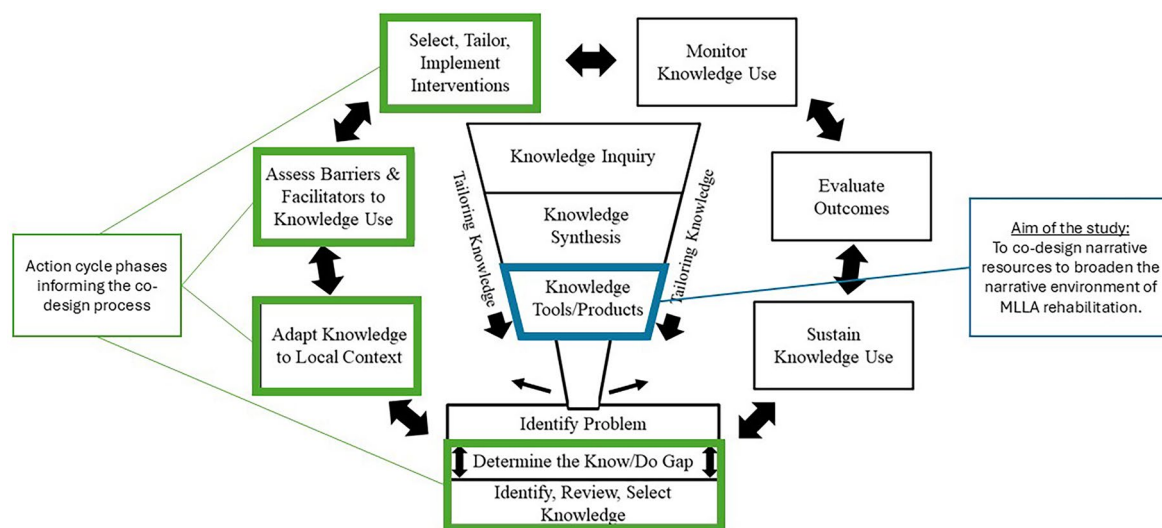 Select, Tailor,
Implement
Interventions
Monitor
Knowledge Use
Assess Barriers &
Facilitators to
Knowledge Use
Knowledge Inquiry
Tailoring Knowledge
Tailoring Knowledge
Knowledge
Synthesis
Evaluate
Outcomes
Action cycle phases
informing the co-
design process
Knowledge
Tools/Products
Aim of the study:
To co-design narrative
resources to broaden the
narrative environment of
MLLA rehabilitation.
Adapt Knowledge
to Local Context
Sustain
Knowledge Use
Identify Problem
Determine the Know/Do Gap
Identify, Review, Select
Knowledge